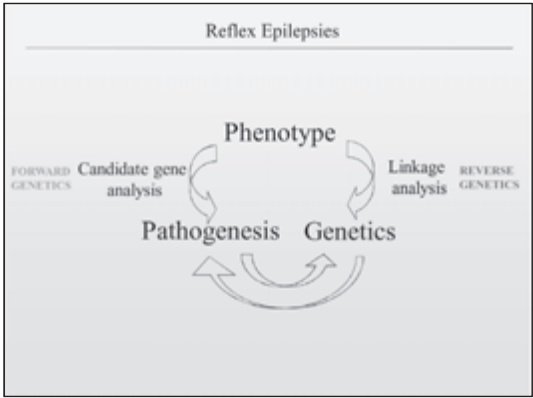 Reflex Epilepsies
Phenotype
FORWARD
GENETICS
Candidate gene
analysis
Linkage
analysis
REVERSE
GENETICS
Pathogenesis
Genetics